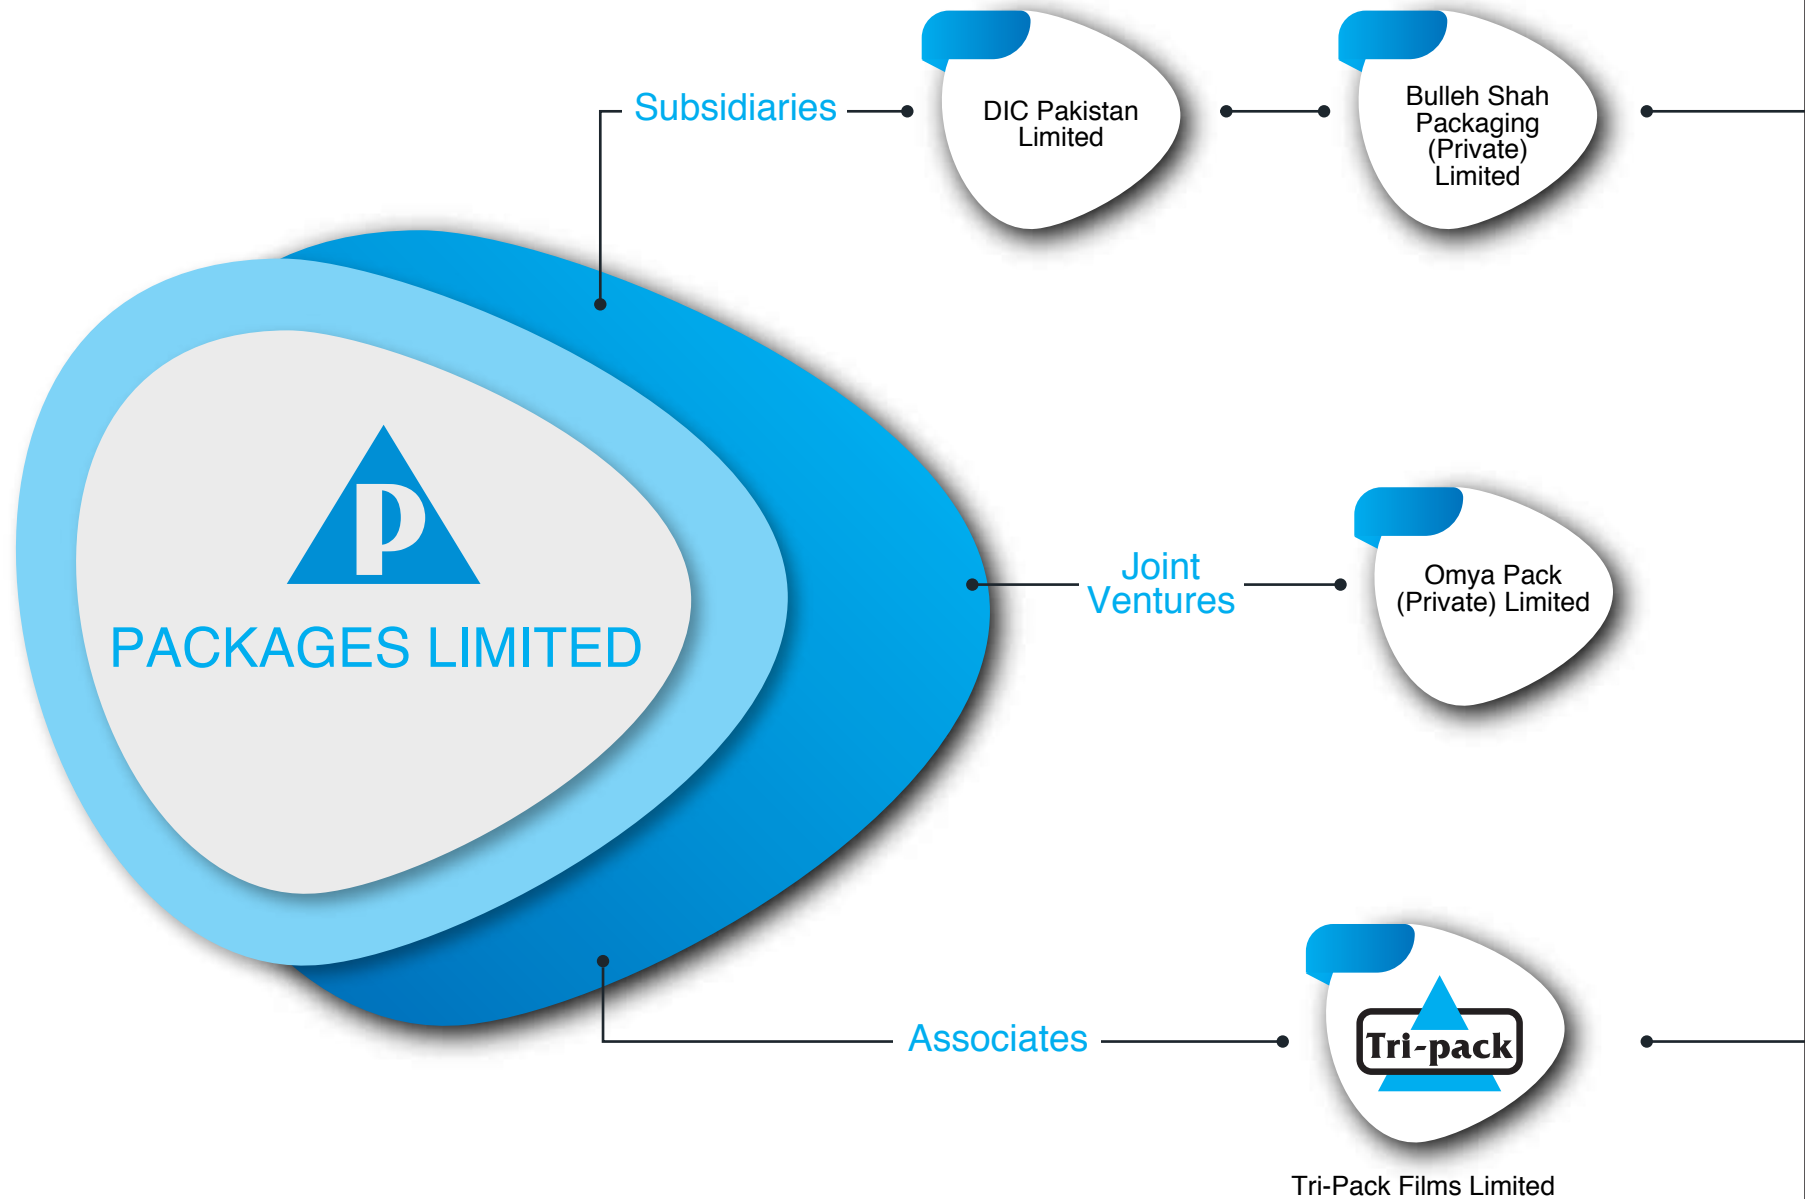 Subsidiaries
DIC Pakistan
Limited
Bulleh Shah
Packaging
(Private)
Limited
P
PACKAGES LIMITED
Joint
Ventures
Omya Pack
(Private) Limited
Associates
Tri-pack
Tri-Pack Films Limited